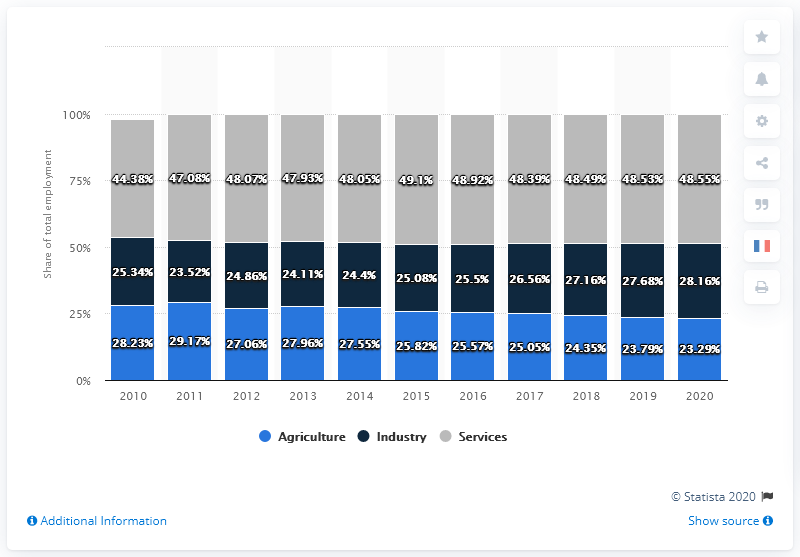 Share of total employment
100%
75%
50%
25%
0%
44.38% 47.08% 48.07% 47.93% 48.05% 49.1% 48.92% 48.39% 48.49% 48.53% 48.55%
25.34% 23.52% 24.86% 24.11% 24.4% 25.08% 25.5% 26.56% 27.16% 27.68% 28.16%
28.23% 29.17% 27.06% 27.96% 27.55% 25.82% 25.57% 25.05% 24.35% 23.79% 23.29%
2010 2011 2012 2013 2014 2015 2016 2017 2018 2019 2020
Agriculture Industry Services
© Statista 2020
Additional Information
Show source